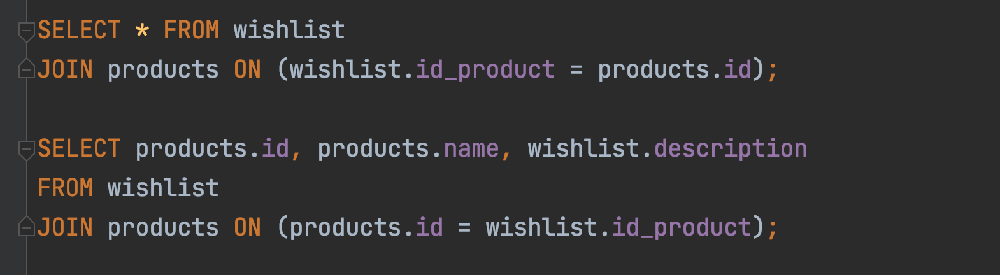 SELECT * FROM wishlist
JOIN products ON (wishlist.id_product = products.id);
SELECT products.id, products.name, wishlist.description
FROM wishlist
JOIN products ON (products.id = wishlist.id_product);